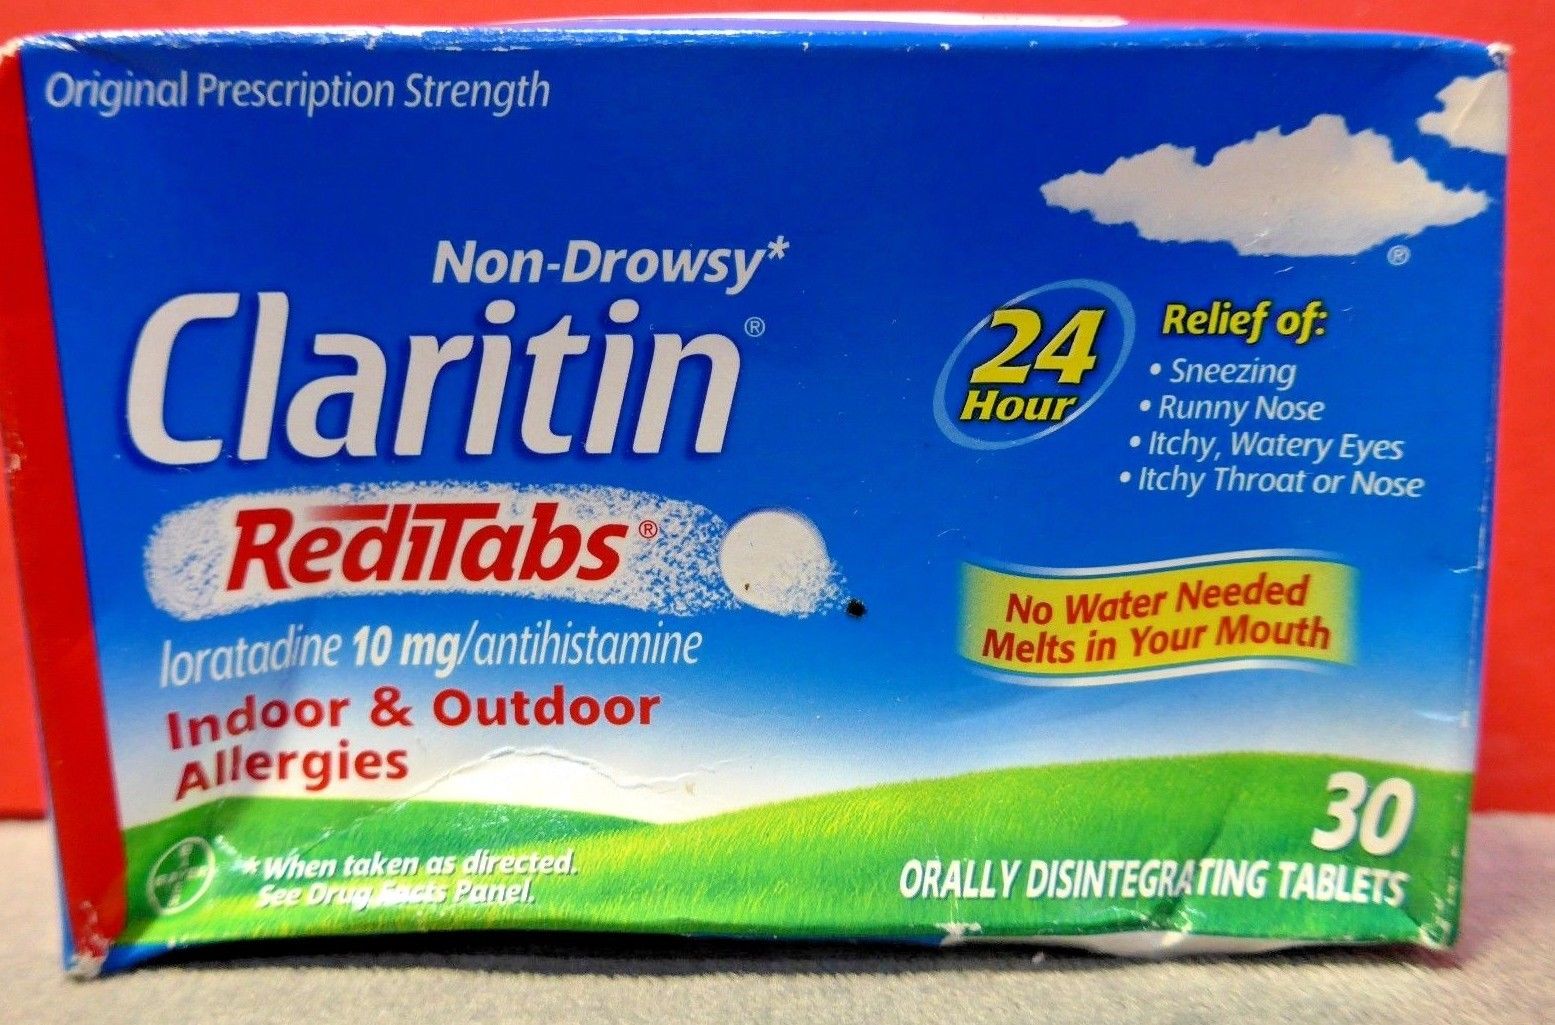 Original Prescription Strength
Non-Drowsy*
Claritin®
RediTabs®
loratadine 10 mg/antihistamine
Indoor & Outdoor
Allergies
* When taken as directed.
See Drug Facts Panel.
®
24
Hour
Relief of:
• Sneezing
• Runny Nose
• Itchy, Watery Eyes
• Itchy Throat or Nose
No Water Needed
Melts in Your Mouth
30
ORALLY DISINTEGRATING TABLETS